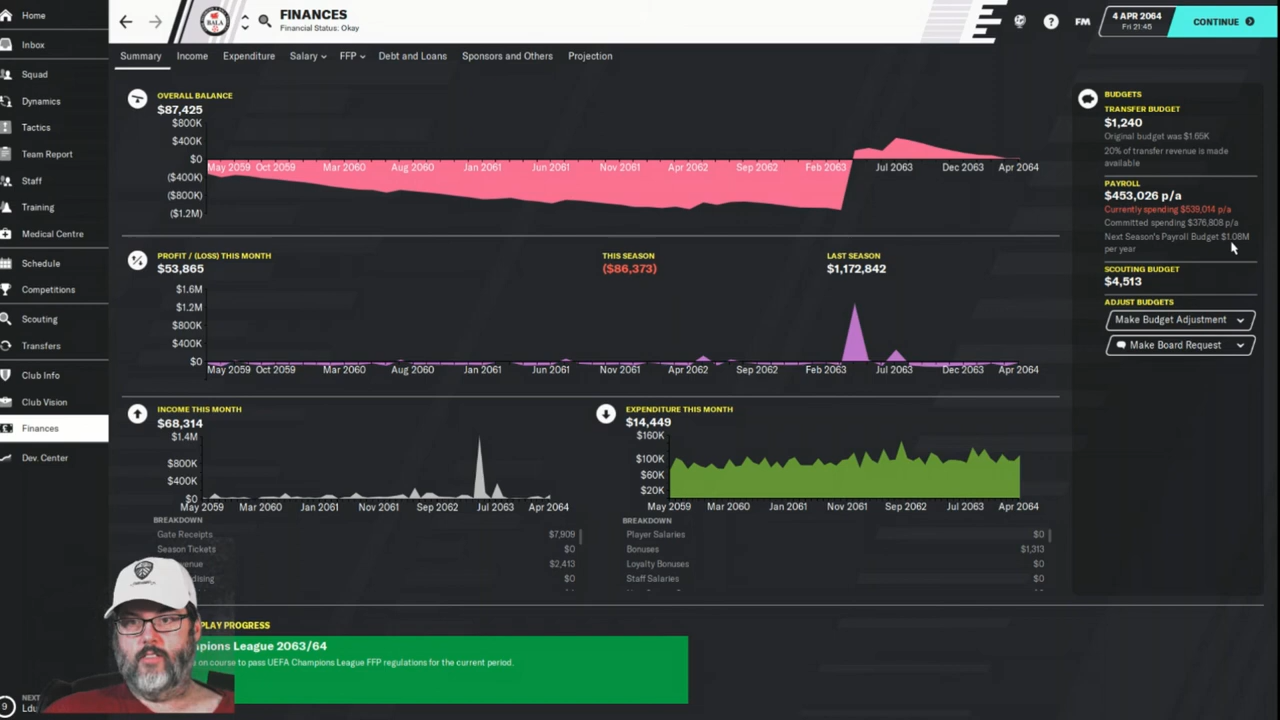 Home
Inbox
Squad
Dynamics
Tactics
Team Report
Staff
Training
Medical Centre
Schedule
Competitions
Scouting
Transfers
Club Info
Club Vision
Finances
Dev. Center
NEXT
9
BALA
FINANCES
Financial Status: Okay
?
FM
4 APR 2064
Fri 21:45
CONTINUE
Summary Income Expenditure Salary FFP Debt and Loans Sponsors and Others Projection
OVERALL BALANCE
$87,425
$800K
$400K
$0
($400K)
($800K)
($1.2M)
May 2059 Oct 2059 Mar 2060 Aug 2060 Jan 2061 Jun 2061 Nov 2061 Apr 2062 Sep 2062 Feb 2063 Jul 2063 Dec 2063 Apr 2064
PROFIT / (LOSS) THIS MONTH
$53,865
THIS SEASON
($86,373)
LAST SEASON
$1,172,842
$1.6M
$1.2M
$800K
$400K
$0
May 2059 Oct 2059 Mar 2060 Aug 2060 Jan 2061 Jun 2061 Nov 2061 Apr 2062 Sep 2062 Feb 2063 Jul 2063 Dec 2063 Apr 2064
INCOME THIS MONTH
$68,314
$1.4M
$800K
$400K
$0
May 2059 Mar 2060 Jan 2061 Nov 2061 Sep 2062 Jul 2063 Apr 2064
BREAKDOWN
Gate Receipts $7,909
Season Tickets $0
$2,413
$0
EXPENDITURE THIS MONTH
$14,449
$160K
$100K
$60K
$20K
May 2059 Mar 2060 Jan 2061 Nov 2061 Sep 2062 Jul 2063 Apr 2064
BREAKDOWN
Player Salaries $0
Bonuses $1,313
Loyalty Bonuses $0
Staff Salaries $0
PLAY PROGRESS
League 2063/64
on course to pass UEFA Champions League FFP regulations for the current period.
BUDGETS
TRANSFER BUDGET
$1,240
Original budget was $1.65K
20% of transfer revenue is made
available
PAYROLL
$453,026 p/a
Currently spending $539,014 p/a
Committed spending $376,808 p/a
Next Season's Payroll Budget $1.08M
per year
SCOUTING BUDGET
$4,513
ADJUST BUDGETS
Make Budget Adjustment
Make Board Request